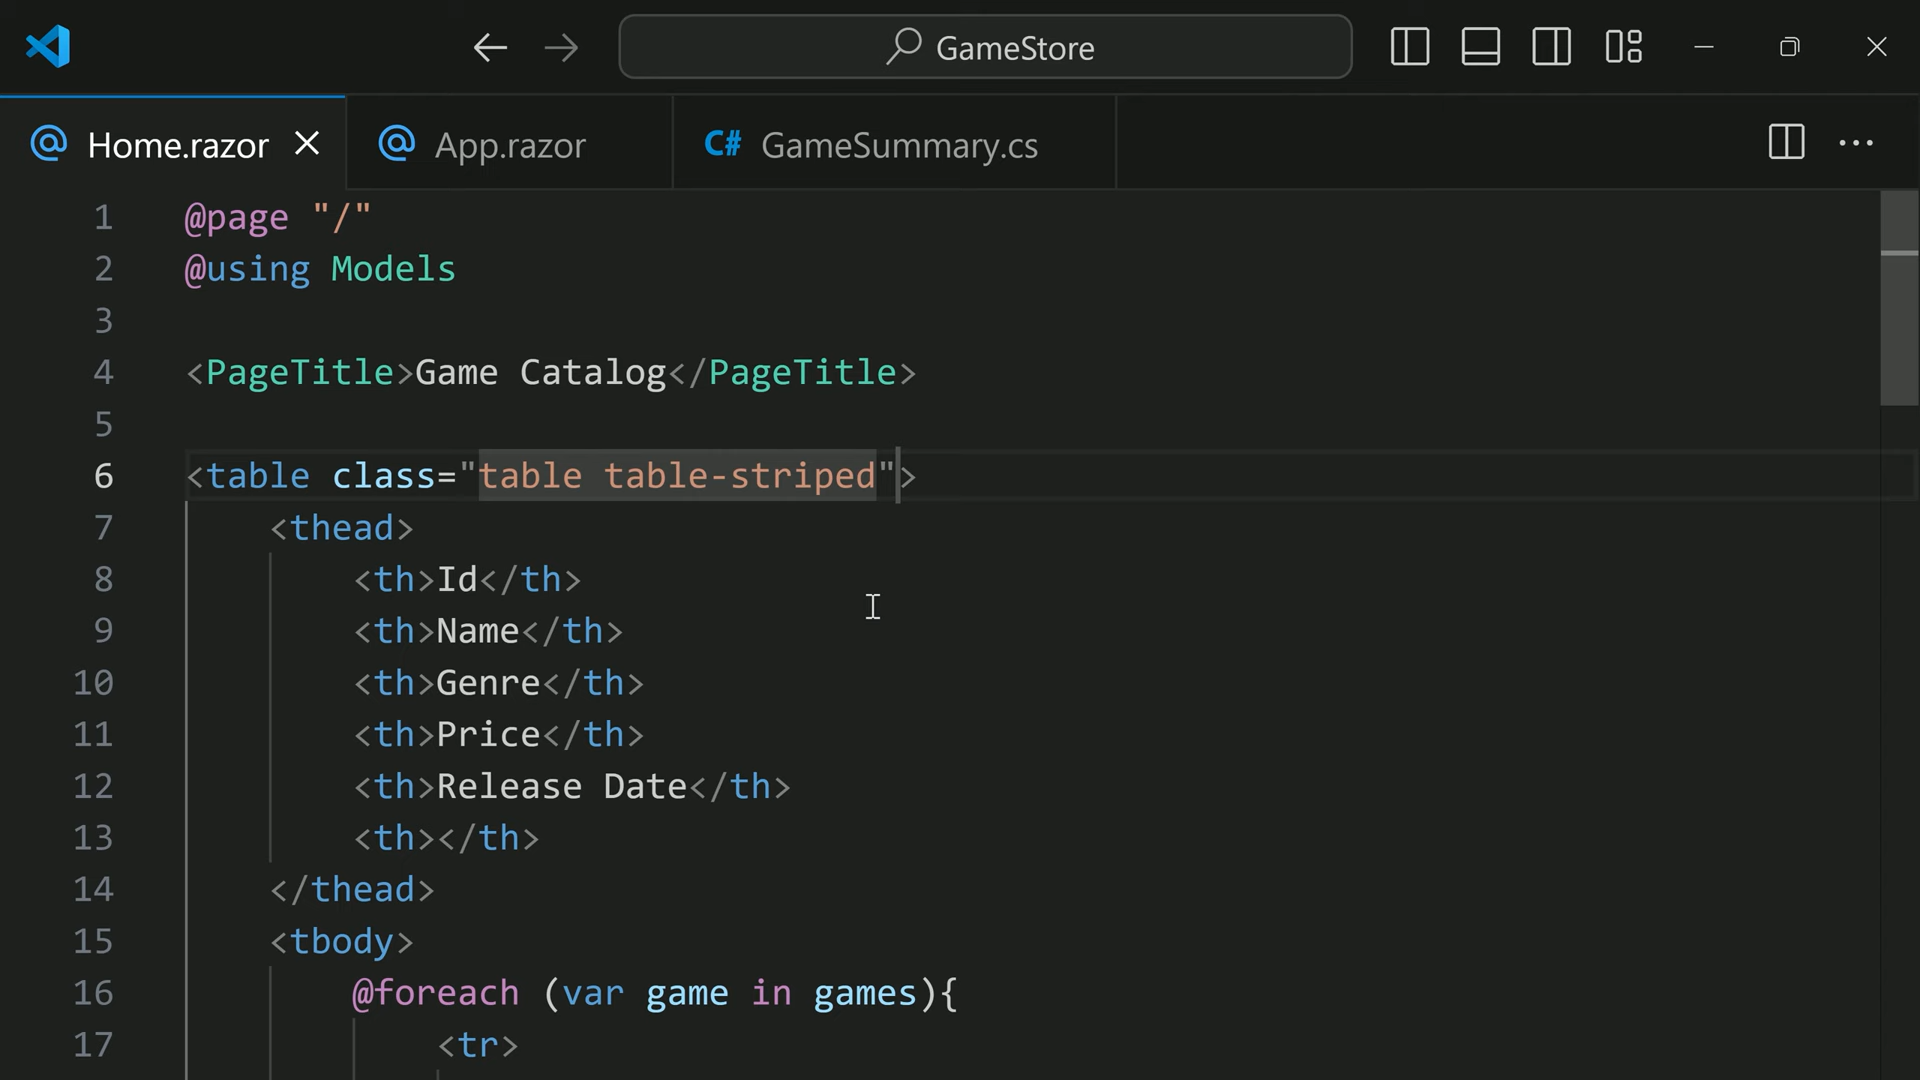 GameStore
Home.razor
App.razor
C# GameSummary.cs
1 @page "/"
2 @using Models
3
4 <PageTitle>Game Catalog</PageTitle>
5
6 <table class="table table-striped">
7 <thead>
8 <th>Id</th>
9 <th>Name</th>
10 <th>Genre</th>
11 <th>Price</th>
12 <th>Release Date</th>
13 <th></th>
14 </thead>
15 <tbody>
16 @foreach (var game in games){
17 <tr>